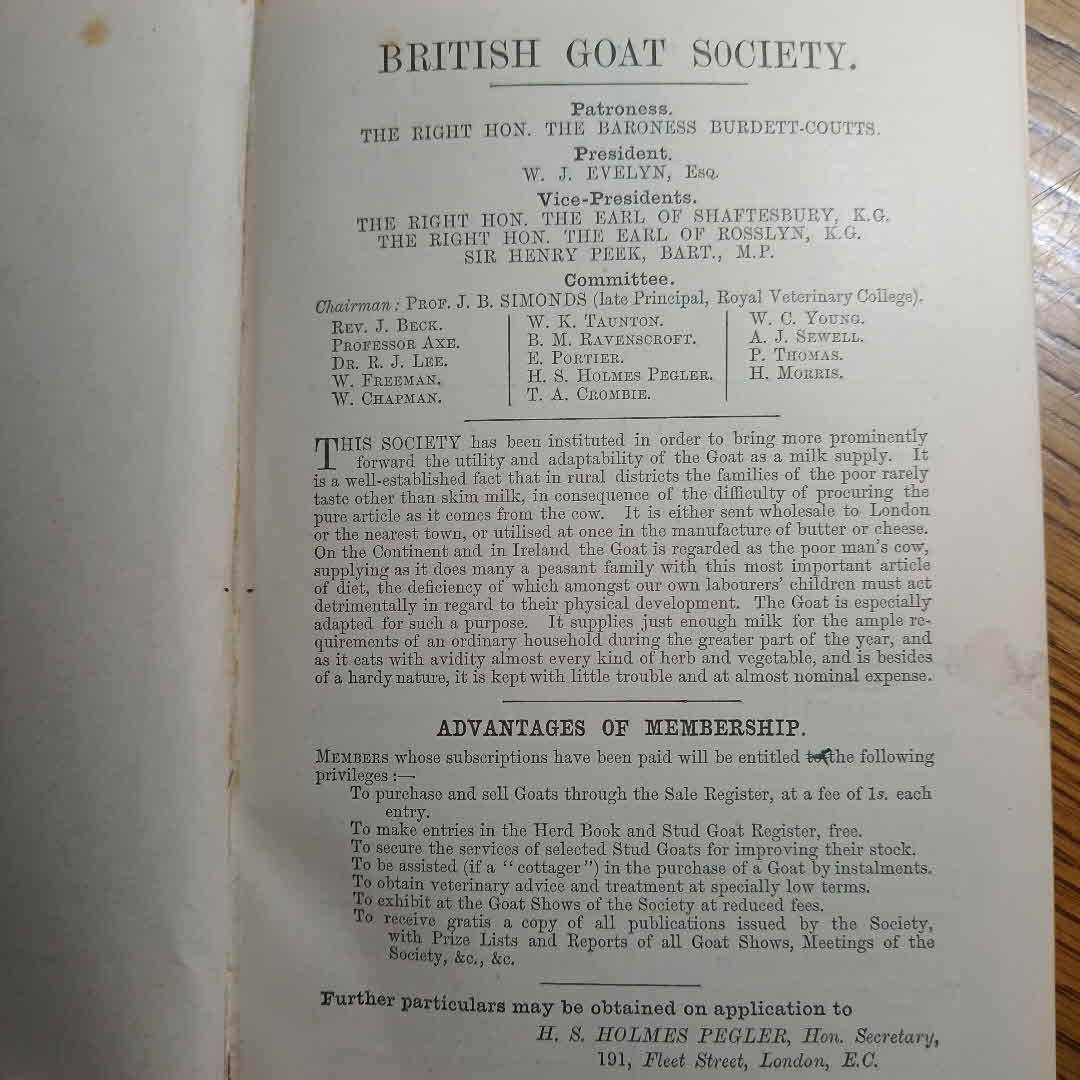 BRITISH GOAT SOCIETY.
Patroness.
THE RIGHT HON. THE BARONESS BURDETT-COUTTS.
President.
W. J. EVELYN, Esq.
Vice-Presidents.
THE RIGHT HON. THE EARL OF SHAFTESBURY, K.G.
THE RIGHT HON. THE EARL OF ROSSLYN, K.G.
SIR HENRY PEEK, BART., M.P.
Committee.
Chairman: PROF. J. B. SIMONDS (late Principal, Royal Veterinary College).
REV. J. BECK.
PROFESSOR AXE.
DR. R. J. LEE.
W. FREEMAN.
W. CHAPMAN.
W. K. TAUNTON.
B. M. RAVENSCROFT.
E. PORTIER.
H. S. HOLMES PEGLER.
T. A. CROMBIE.
W. C. YOUNG.
A. J. SEWELL.
P. THOMAS.
H. MORRIS.
THIS SOCIETY has been instituted in order to bring more prominently
forward the utility and adaptability of the Goat as a milk supply. It
is a well-established fact that in rural districts the families of the poor rarely
taste other than skim milk, in consequence of the difficulty of procuring the
pure article as it comes from the cow. It is either sent wholesale to London
or the nearest town, or utilised at once in the manufacture of butter or cheese.
On the Continent and in Ireland the Goat is regarded as the poor man's cow,
supplying as it does many a peasant family with this most important article
of diet, the deficiency of which amongst our own labourers' children must act
detrimentally in regard to their physical development. The Goat is especially
adapted for such a purpose. It supplies just enough milk for the ample re-
quirements of an ordinary household during the greater part of the year, and
as it eats with avidity almost every kind of herb and vegetable, and is besides
of a hardy nature, it is kept with little trouble and at almost nominal expense.
ADVANTAGES OF MEMBERSHIP.
MEMBERS whose subscriptions have been paid will be entitled to the following
privileges :—
To purchase and sell Goats through the Sale Register, at a fee of 1s. each
entry.
To make entries in the Herd Book and Stud Goat Register, free.
To secure the services of selected Stud Goats for improving their stock.
To be assisted (if a "cottager") in the purchase of a Goat by instalments.
To obtain veterinary advice and treatment at specially low terms.
To exhibit at the Goat Shows of the Society at reduced fees.
To receive gratis a copy of all publications issued by the Society,
with Prize Lists and Reports of all Goat Shows, Meetings of the
Society, &c., &c.
Further particulars may be obtained on application to
H. S. HOLMES PEGLER, Hon. Secretary,
191, Fleet Street, London, E.C.